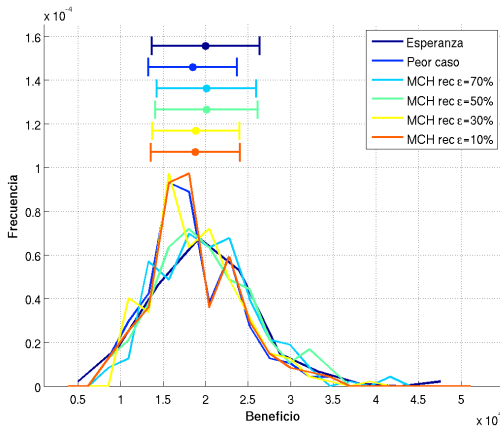 x 10⁻⁴
1.6
1.4
1.2
1
0.8
0.6
0.4
0.2
0
Frecuencia
Esperanza
Peor caso
MCH rec ε=70%
MCH rec ε=50%
MCH rec ε=30%
MCH rec ε=10%
0.5 1 1.5 2 2.5 3 3.5 4 4.5 5
Beneficio
x 10⁴